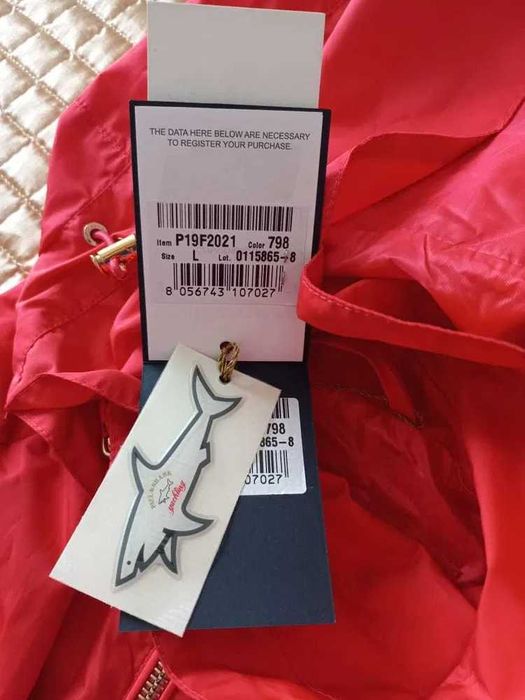 THE DATA HERE BELOW ARE NECESSARY
TO REGISTER YOUR PURCHASE.
Item P19F2021 Color 798
Size L Lot. 0115865-8
8 056743 107027
798
865-8
07027
PAUL&SHARK
yachting